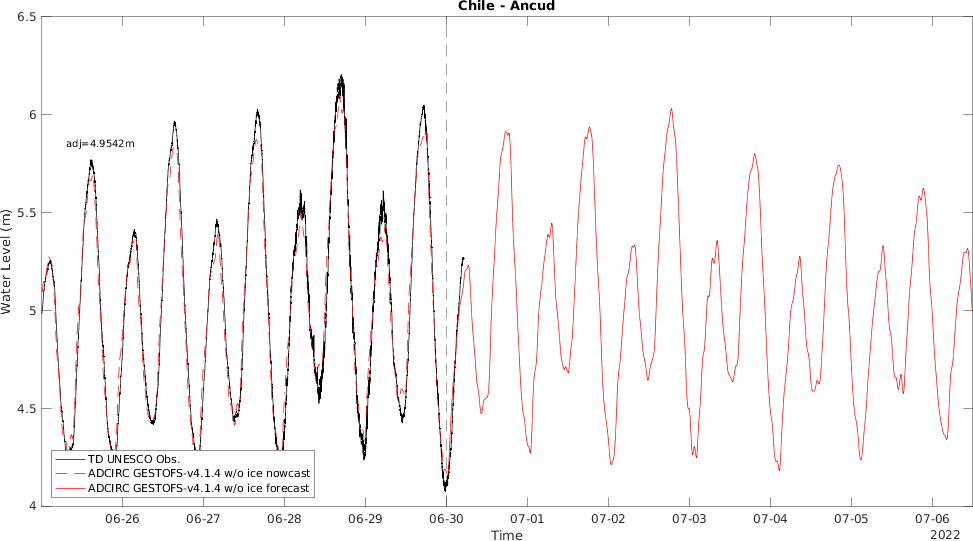 Chile - Ancud
6.5
6
5.5
5
4.5
4
Water Level (m)
adj=4.9542m
TD UNESCO Obs.
ADCIRC GESTOFS-v4.1.4 w/o ice nowcast
ADCIRC GESTOFS-v4.1.4 w/o ice forecast
06-26 06-27 06-28 06-29 06-30 07-01 07-02 07-03 07-04 07-05 07-06
Time
2022